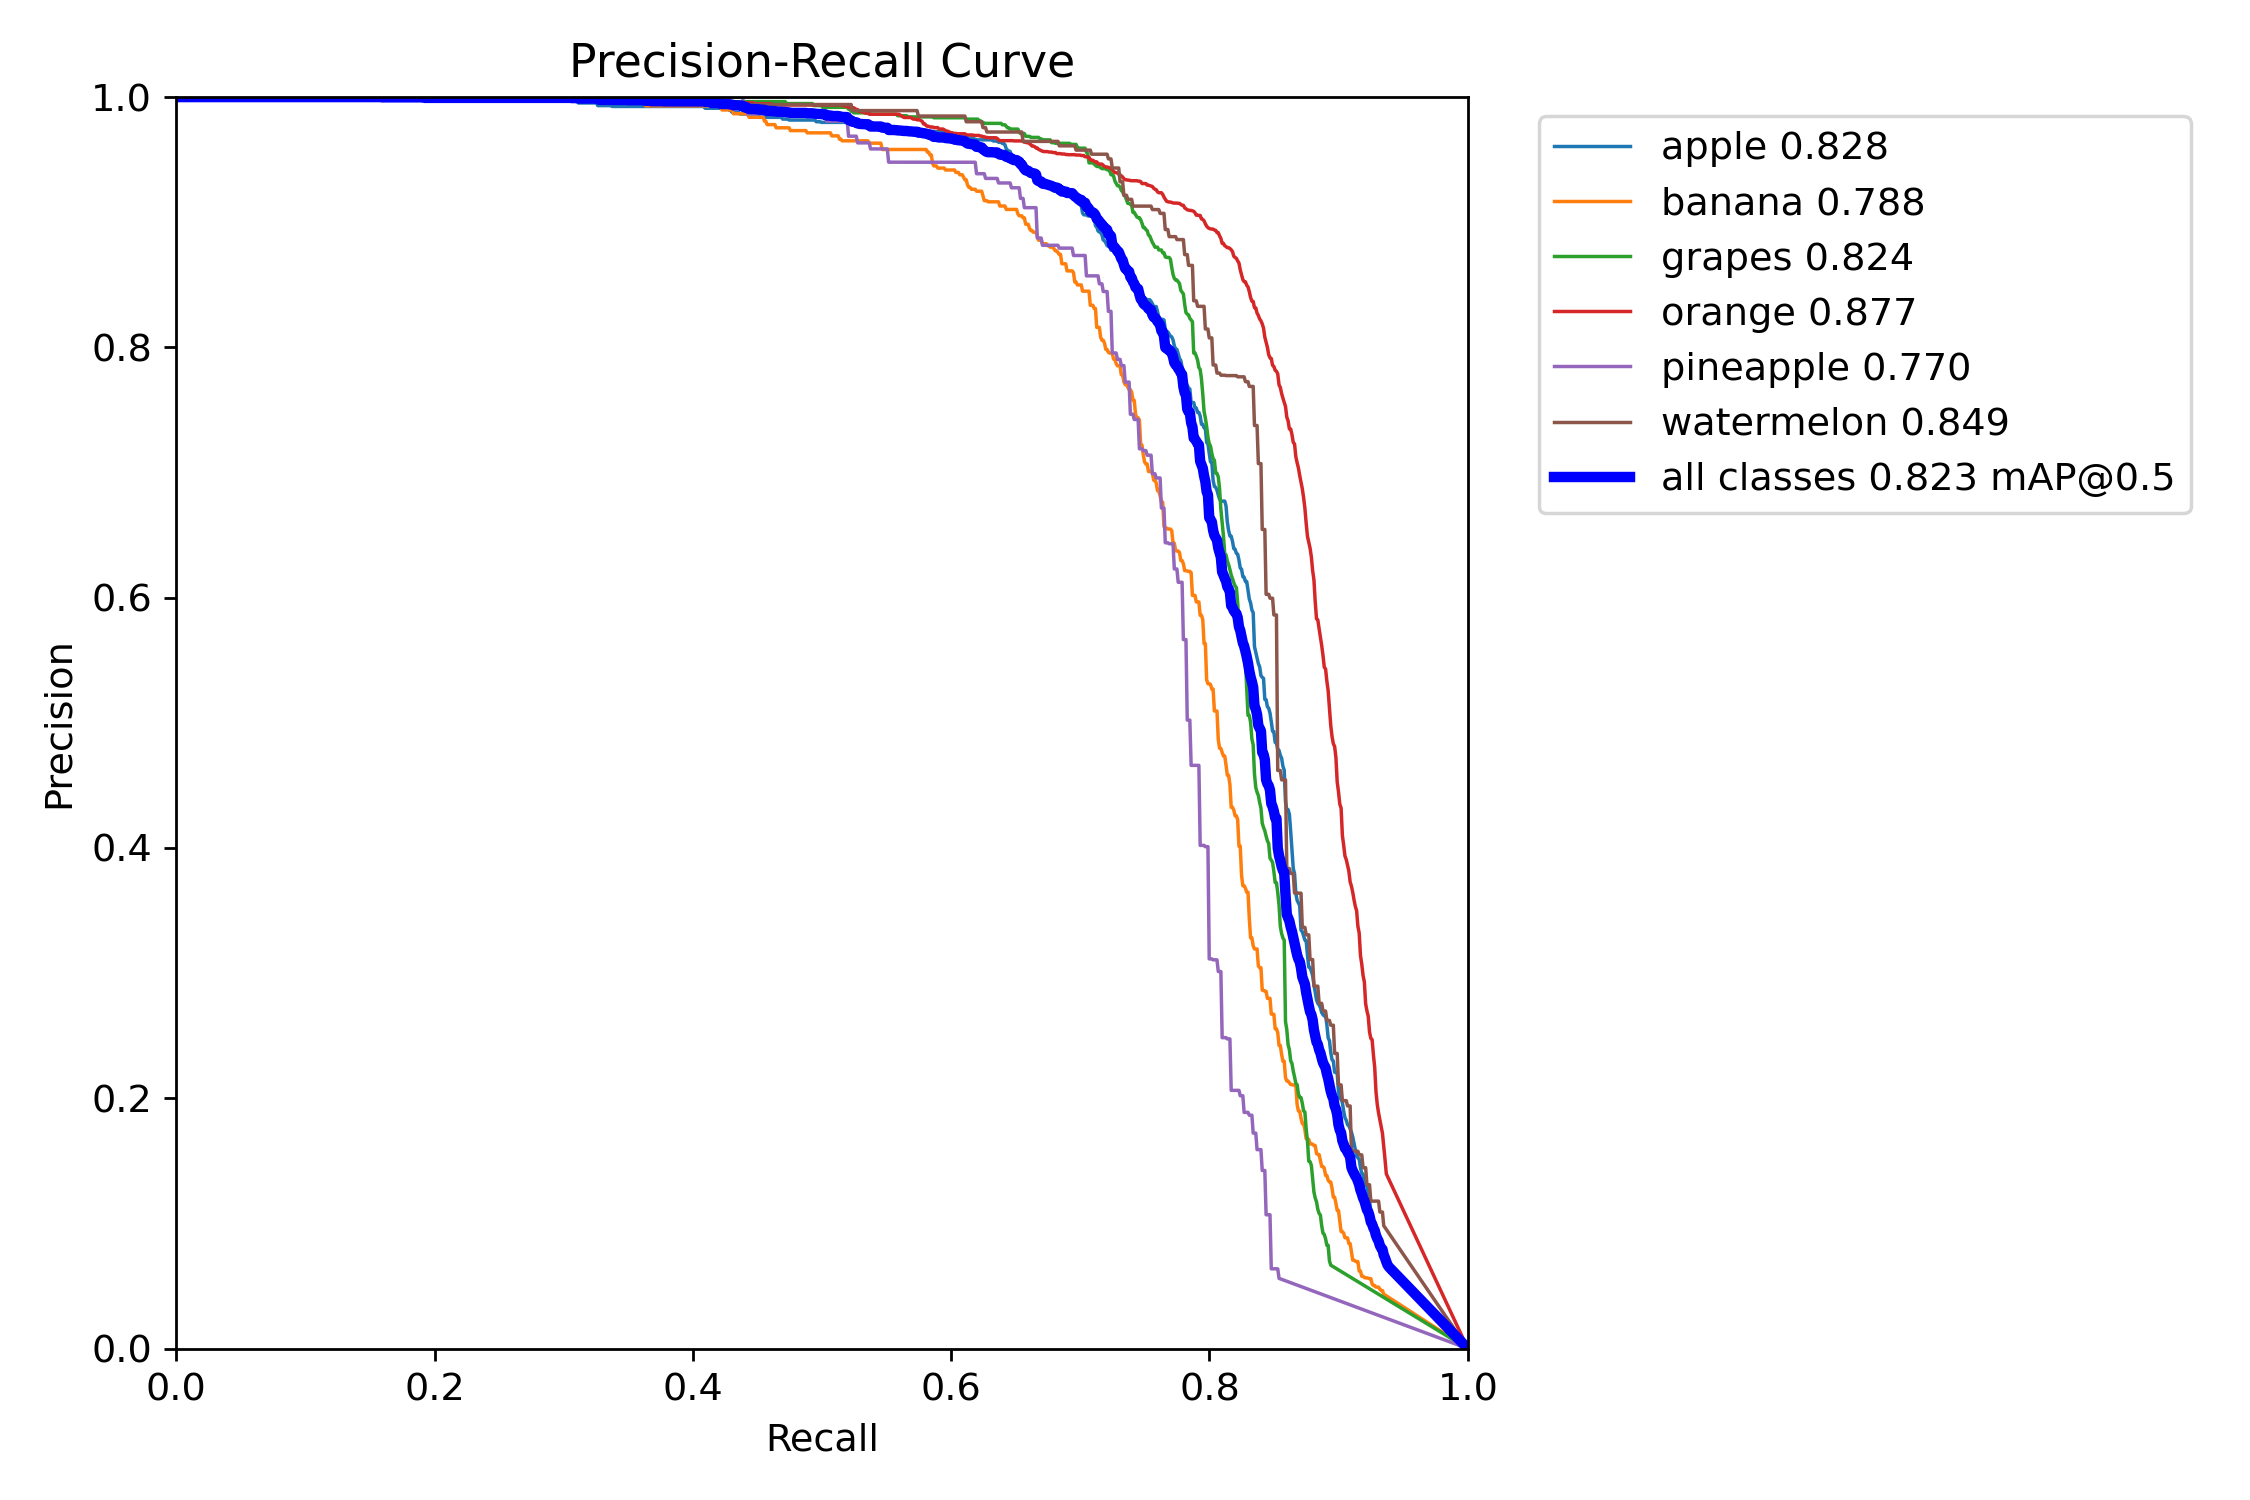 Precision-Recall Curve
1.0
0.8
0.6
0.4
0.2
0.0
Precision
0.0 0.2 0.4 0.6 0.8 1.0
Recall
apple 0.828
banana 0.788
grapes 0.824
orange 0.877
pineapple 0.770
watermelon 0.849
all classes 0.823 mAP@0.5